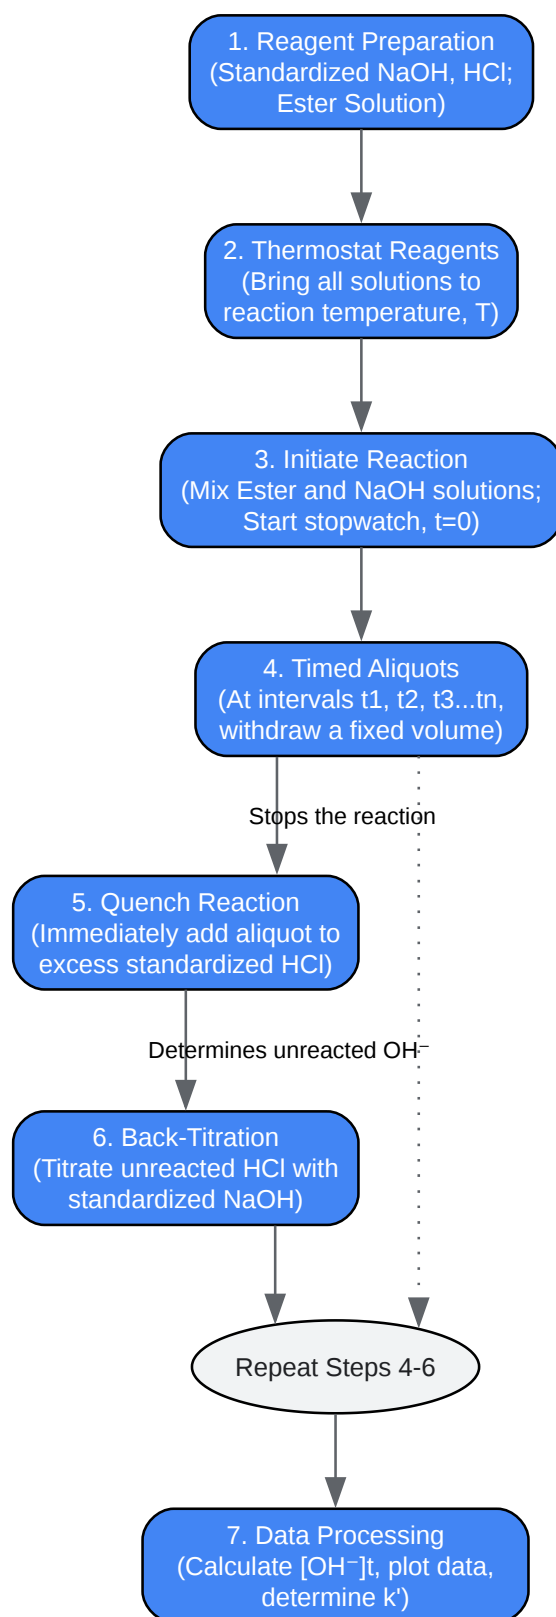 1. Reagent Preparation
(Standardized NaOH, HCl;
Ester Solution)
2. Thermostat Reagents
(Bring all solutions to
reaction temperature, T)
3. Initiate Reaction
(Mix Ester and NaOH solutions;
Start stopwatch, t=0)
4. Timed Aliquots
(At intervals t1, t2, t3...tn,
withdraw a fixed volume)
Stops the reaction
5. Quench Reaction
(Immediately add aliquot to
excess standardized HCl)
Determines unreacted OH⁻
6. Back-Titration
(Titrate unreacted HCl with
standardized NaOH)
Repeat Steps 4-6
7. Data Processing
(Calculate [OH⁻]t, plot data,
determine k')